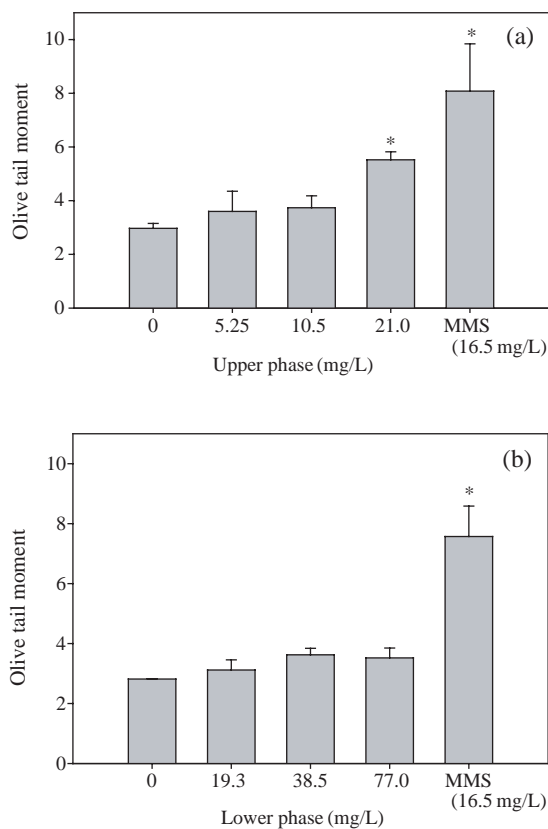 (a)
Olive tail moment
10
8
6
4
2
0
*
*
0 5.25 10.5 21.0 MMS
(16.5 mg/L)
Upper phase (mg/L)
(b)
Olive tail moment
10
8
6
4
2
0
*
0 19.3 38.5 77.0 MMS
(16.5 mg/L)
Lower phase (mg/L)